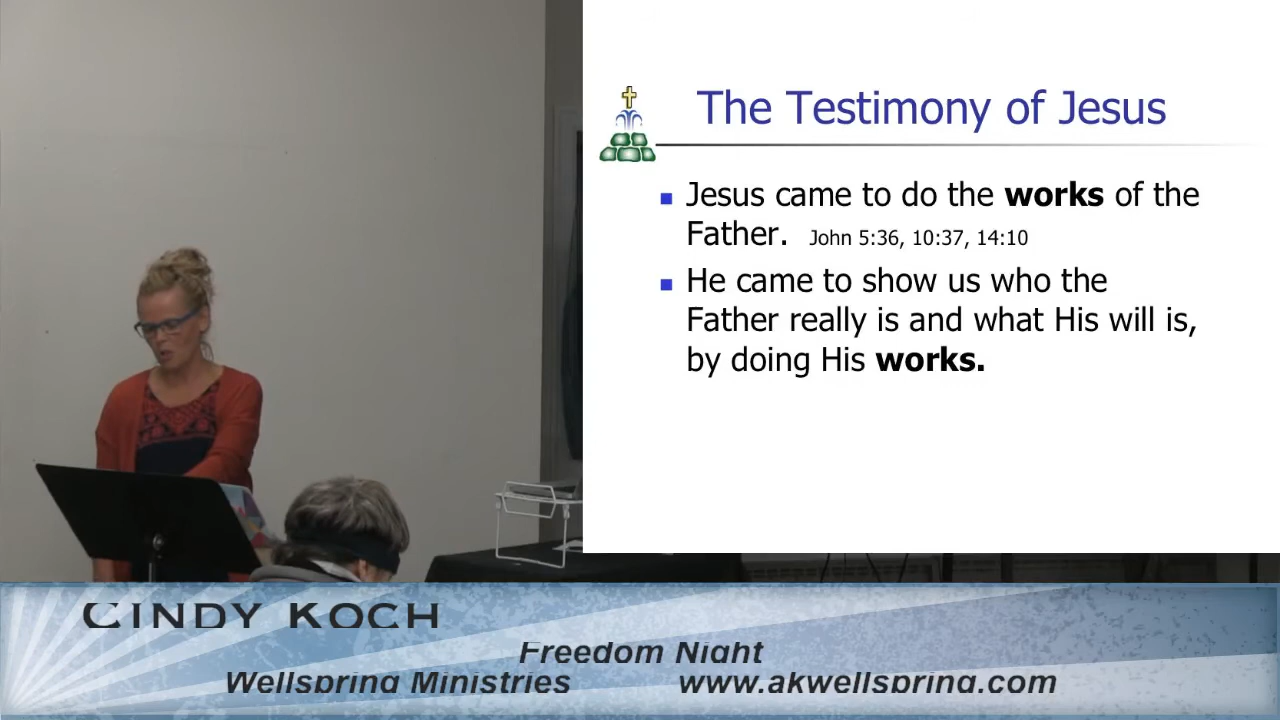 The Testimony of Jesus
Jesus came to do the works of the
Father. John 5:36, 10:37, 14:10
He came to show us who the
Father really is and what His will is,
by doing His works.
CINDY KOCH
Freedom Night
Wellspring Ministries www.akwellspring.com